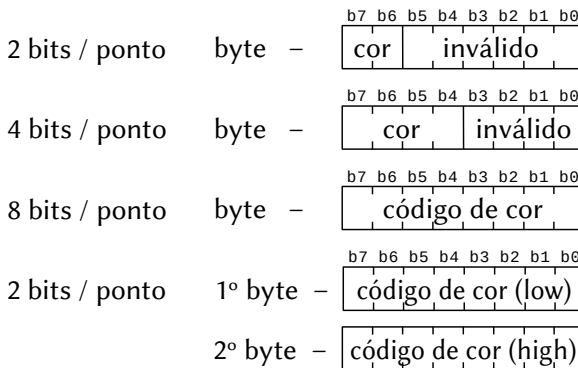 b7 b6 b5 b4 b3 b2 b1 b0
2 bits / ponto byte – cor inválido
b7 b6 b5 b4 b3 b2 b1 b0
4 bits / ponto byte – cor inválido
b7 b6 b5 b4 b3 b2 b1 b0
8 bits / ponto byte – código de cor
b7 b6 b5 b4 b3 b2 b1 b0
2 bits / ponto 1º byte – código de cor (low)
2º byte – código de cor (high)